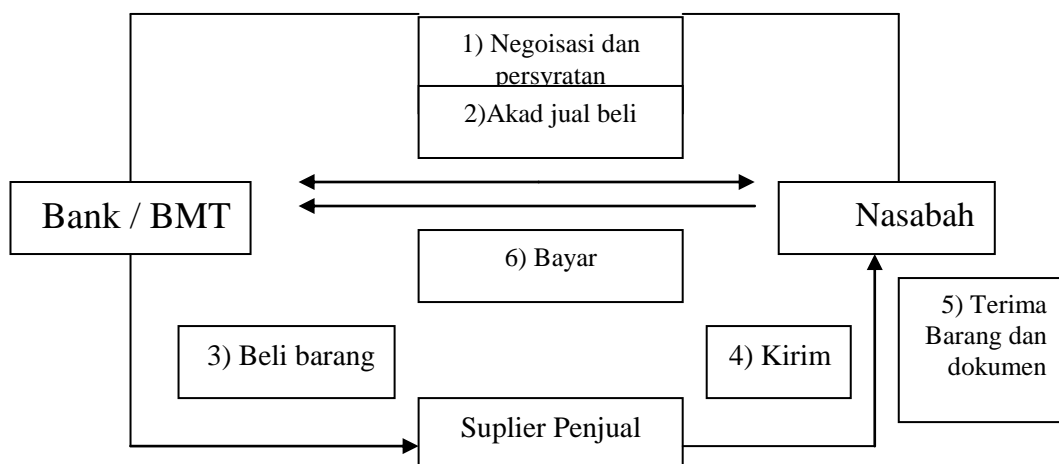 1) Negoisasi dan
persyratan
2)Akad jual beli
Bank / BMT
Nasabah
6) Bayar
5) Terima
Barang dan
dokumen
3) Beli barang
4) Kirim
Suplier Penjual